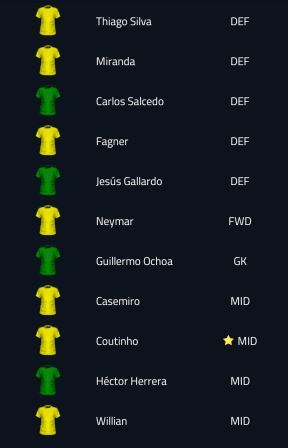 Thiago Silva DEF
Miranda DEF
Carlos Salcedo DEF
Fagner DEF
Jesús Gallardo DEF
Neymar FWD
Guillermo Ochoa GK
Casemiro MID
Coutinho MID
Héctor Herrera MID
Willian MID